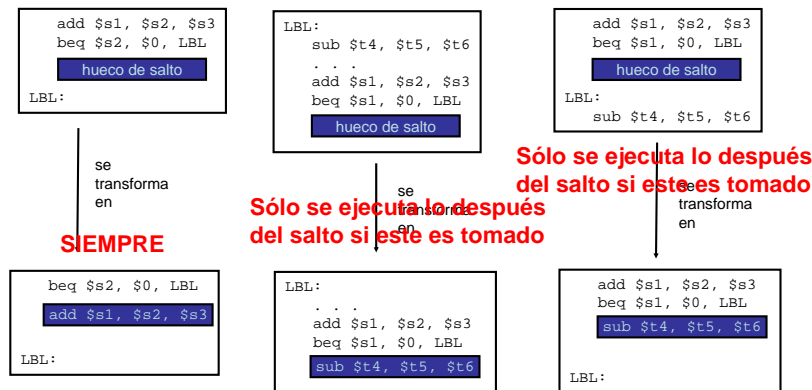 add $s1, $s2, $s3
beq $s2, $0, LBL
hueco de salto
LBL:
se
transforma
en
SIEMPRE
beq $s2, $0, LBL
add $s1, $s2, $s3
LBL:
LBL:
sub $t4, $t5, $t6
. . .
add $s1, $s2, $s3
beq $s1, $0, LBL
hueco de salto
se
transforma
en
Sólo se ejecuta lo después
del salto si este es tomado
LBL:
. . .
add $s1, $s2, $s3
beq $s1, $0, LBL
sub $t4, $t5, $t6
add $s1, $s2, $s3
beq $s1, $0, LBL
hueco de salto
LBL:
sub $t4, $t5, $t6
Sólo se ejecuta lo después
del salto si este es tomado
se
transforma
en
add $s1, $s2, $s3
beq $s1, $0, LBL
sub $t4, $t5, $t6
LBL: